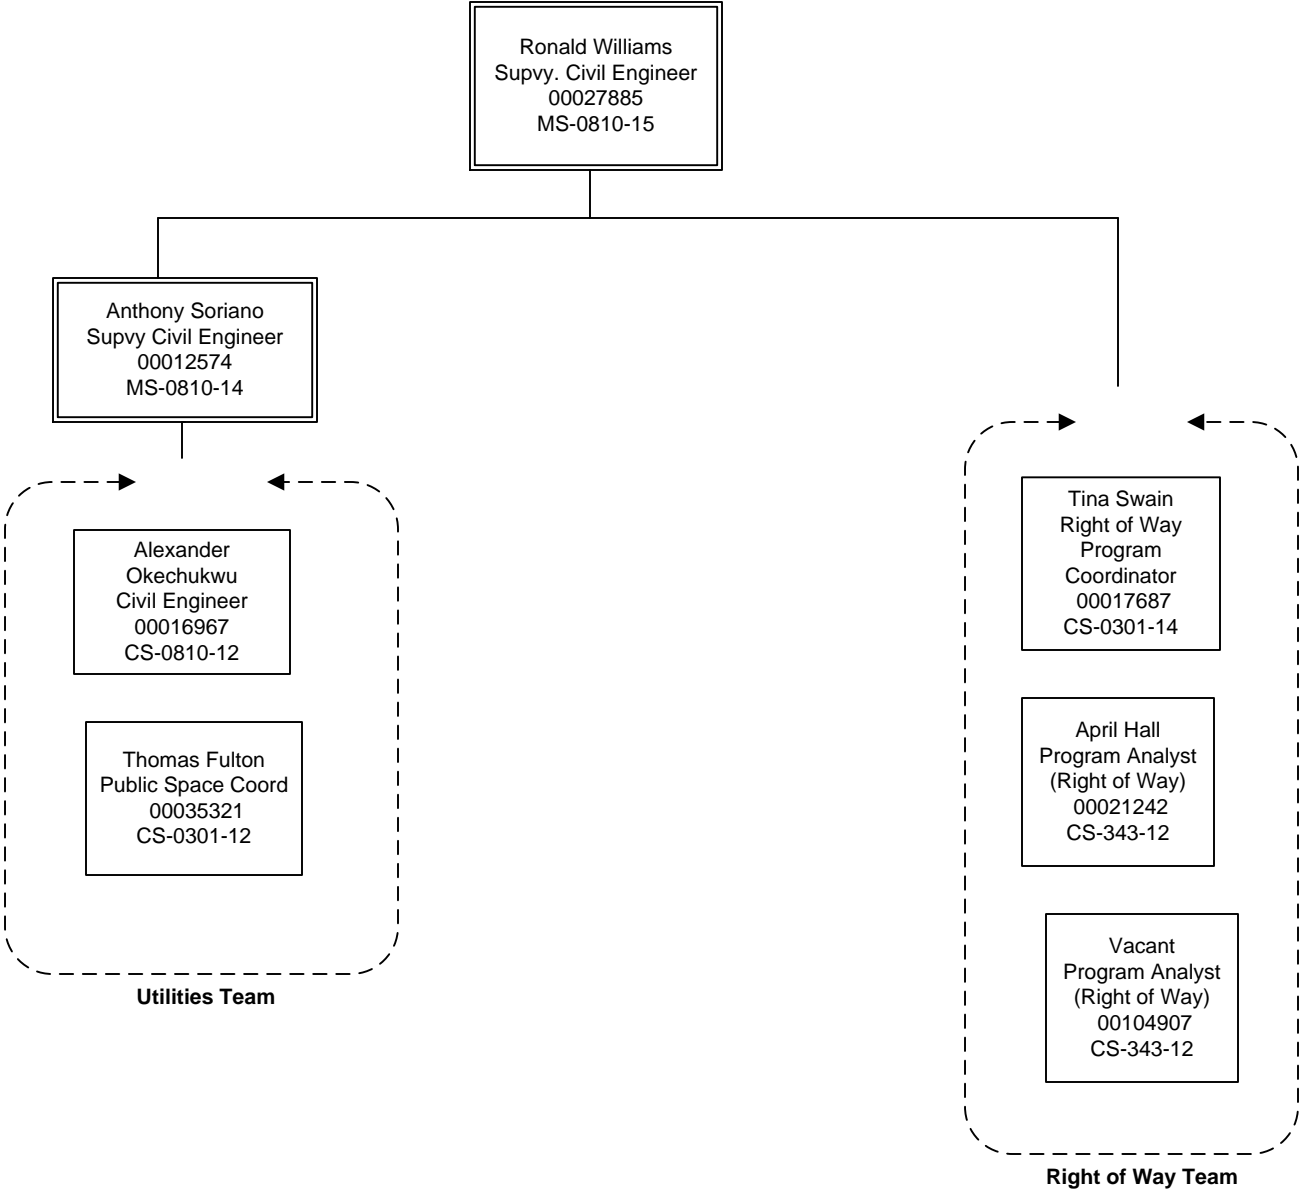 Ronald Williams
Supvy. Civil Engineer
00027885
MS-0810-15
Anthony Soriano
Supvy Civil Engineer
00012574
MS-0810-14
Alexander
Okechukwu
Civil Engineer
00016967
CS-0810-12
Thomas Fulton
Public Space Coord
00035321
CS-0301-12
Utilities Team
Tina Swain
Right of Way
Program
Coordinator
00017687
CS-0301-14
April Hall
Program Analyst
(Right of Way)
00021242
CS-343-12
Vacant
Program Analyst
(Right of Way)
00104907
CS-343-12
Right of Way Team